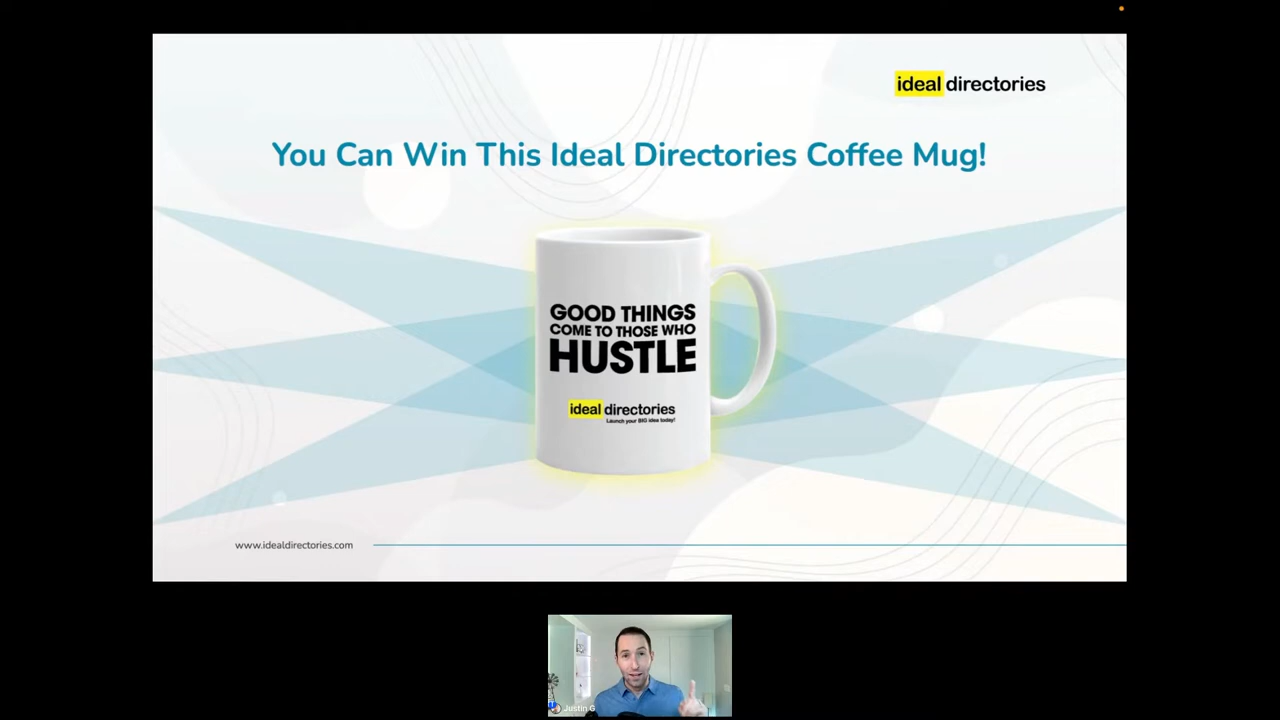 ideal directories
You Can Win This Ideal Directories Coffee Mug!
GOOD THINGS
COME TO THOSE WHO
HUSTLE
ideal directories
Launch your BIG idea today!
www.idealdirectories.com
Justin G